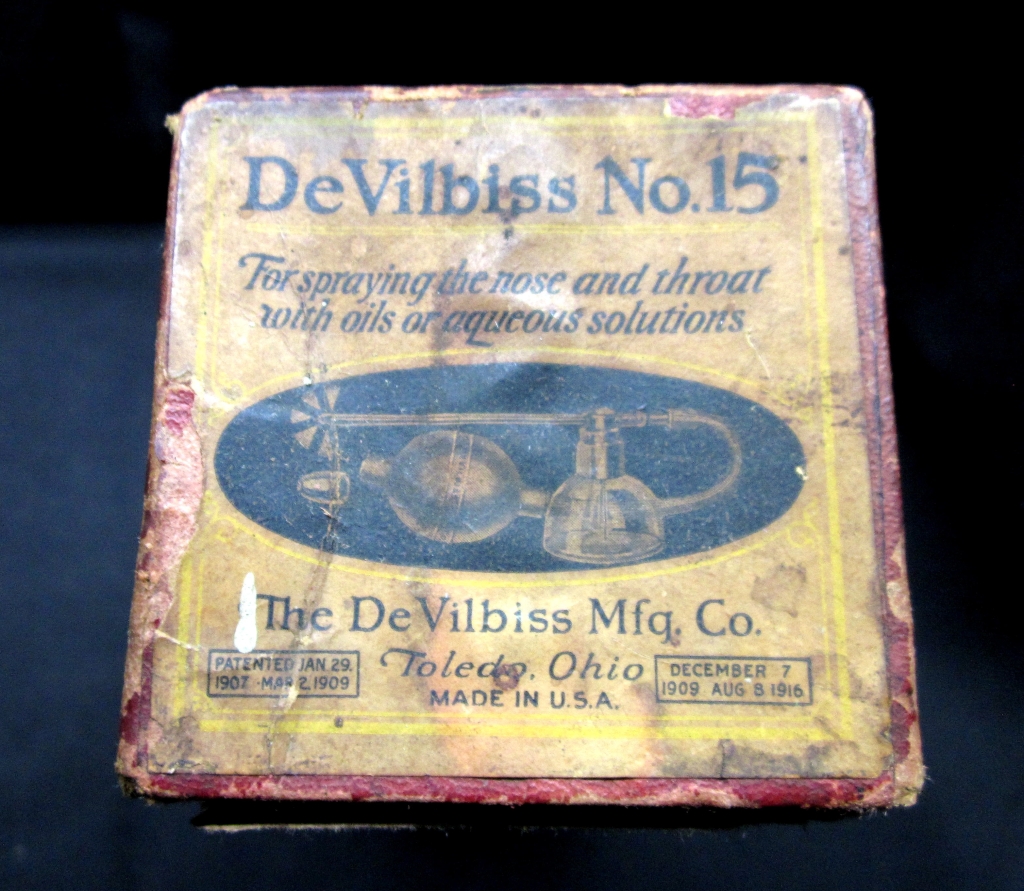 DeVilbiss No.15
For spraying the nose and throat
with oils or aqueous solutions
The DeVilbiss Mfg. Co.
PATENTED JAN 29.
1907 MAR 2 1909
Toledo, Ohio
MADE IN U.S.A.
DECEMBER 7
1909 AUG 8 1916